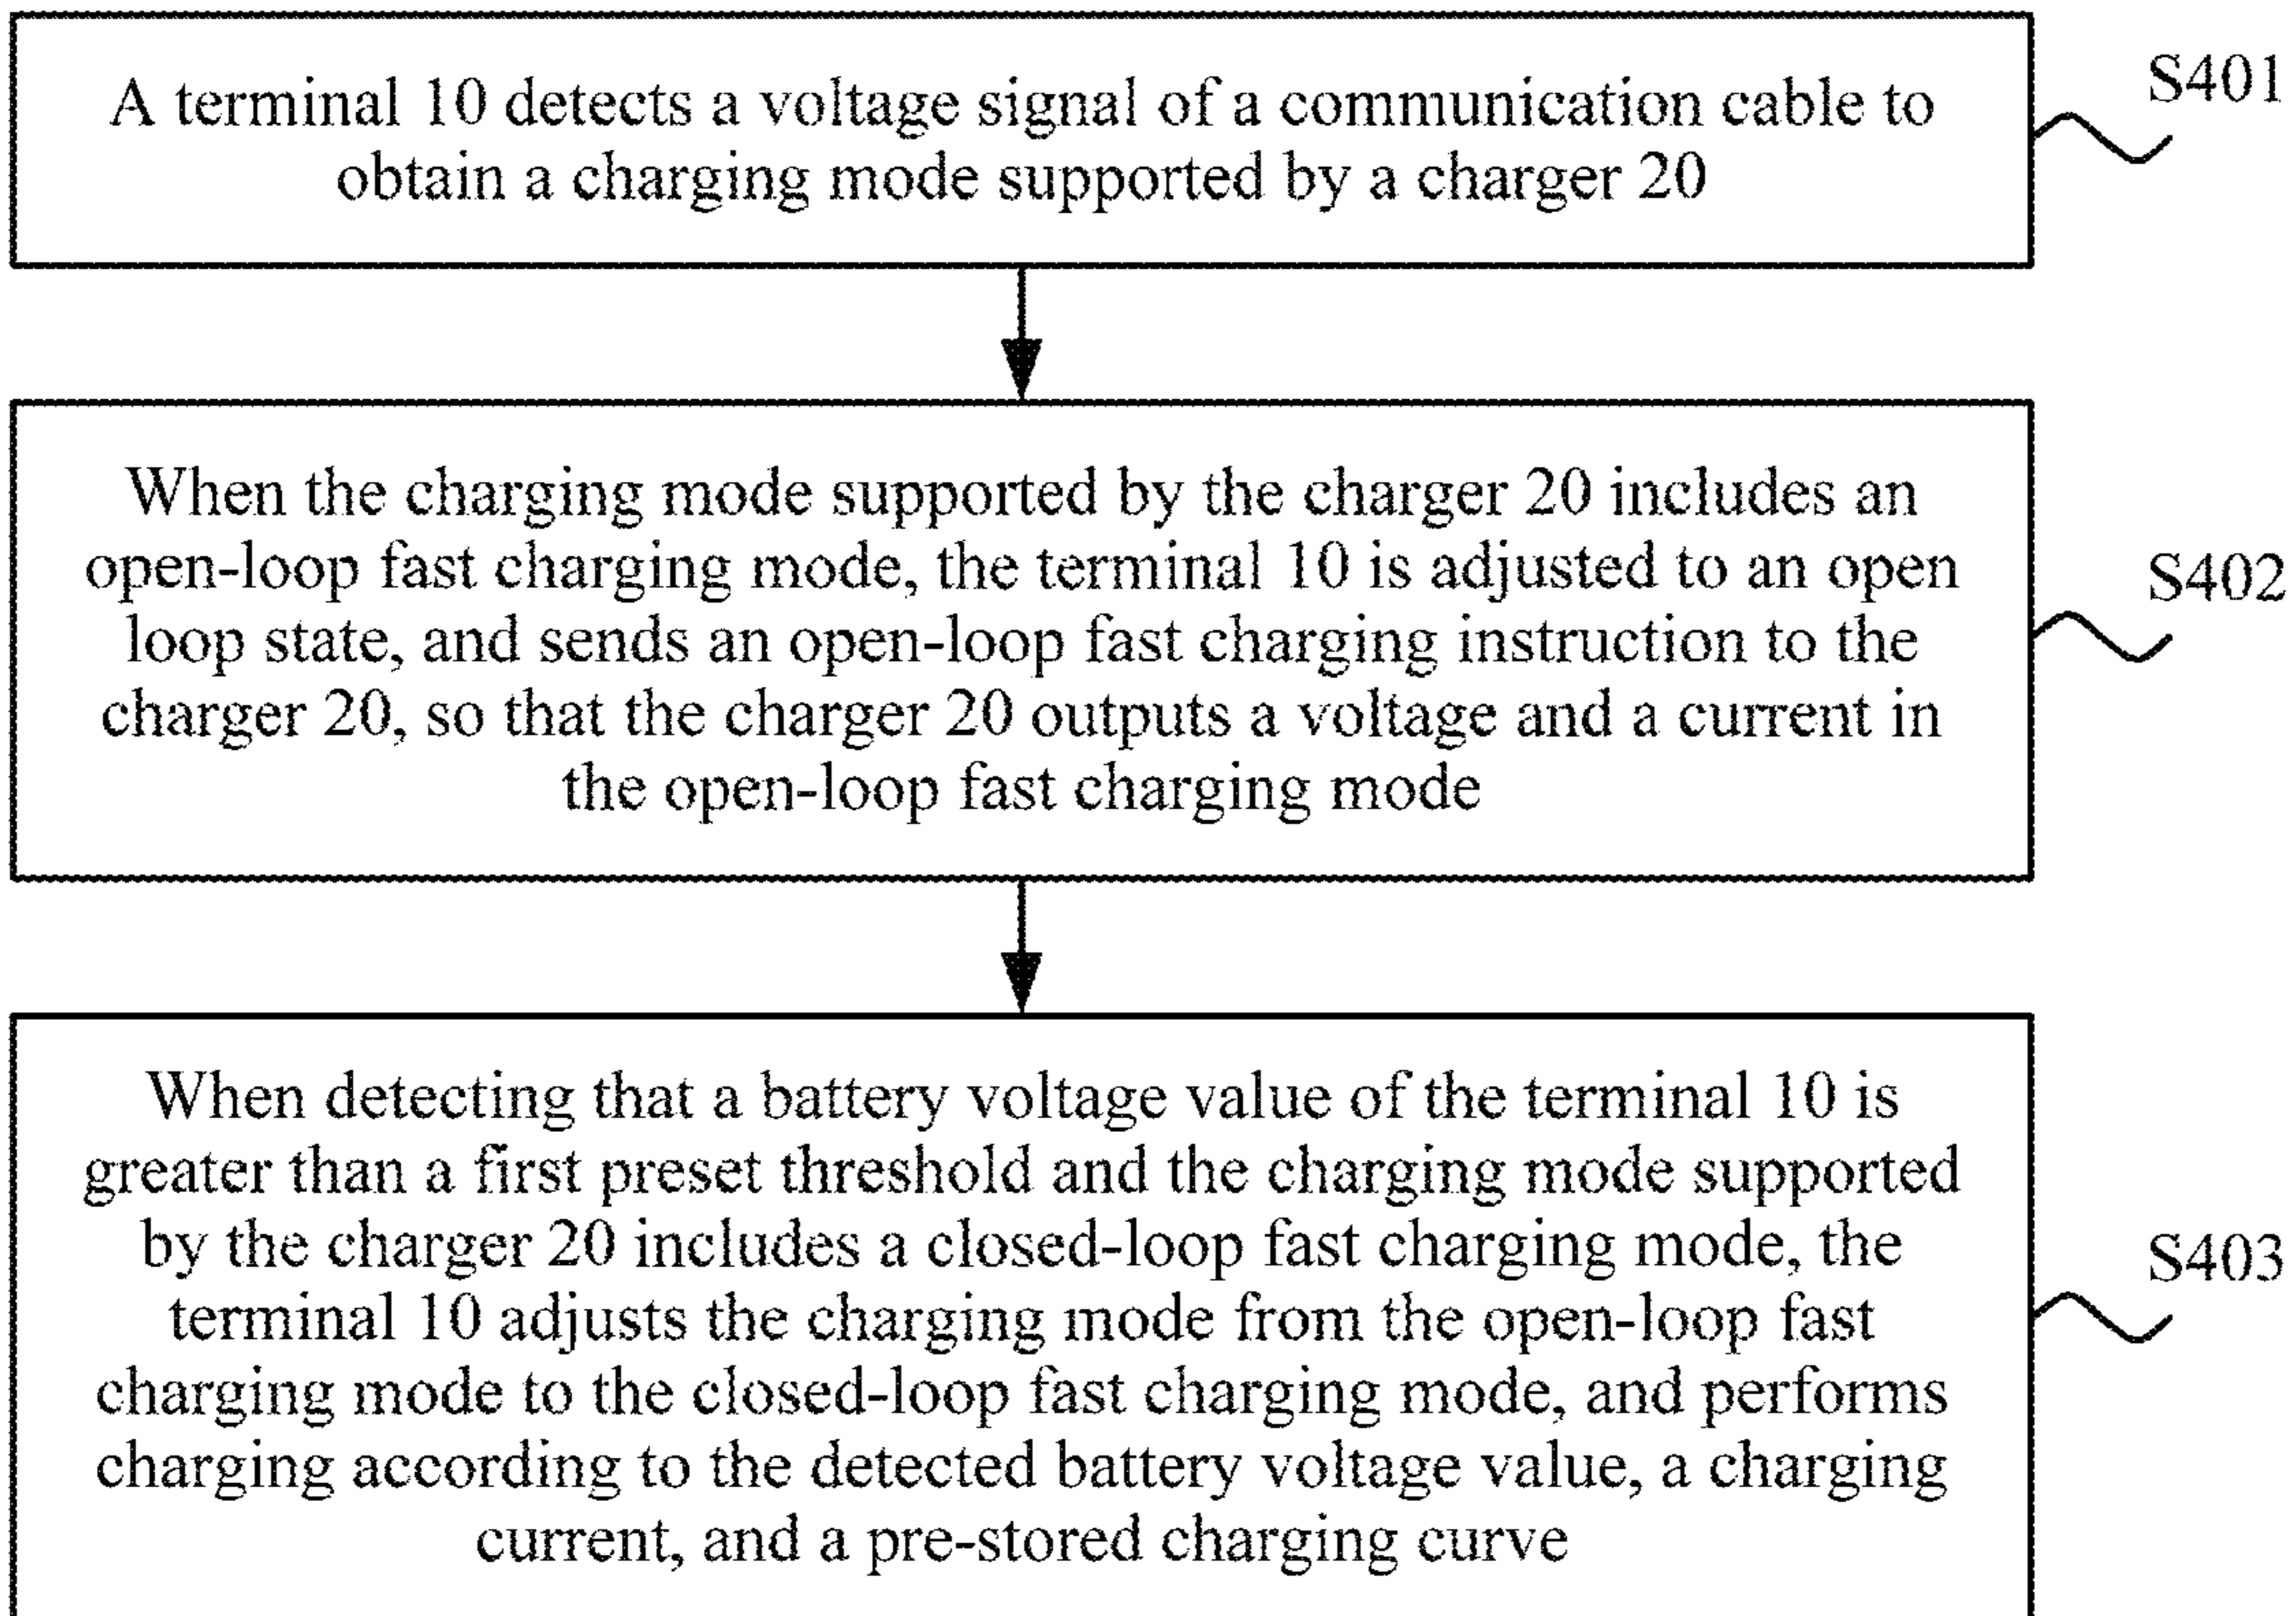 A terminal 10 detects a voltage signal of a communication cable to
obtain a charging mode supported by a charger 20
S401
When the charging mode supported by the charger 20 includes an
open-loop fast charging mode, the terminal 10 is adjusted to an open
loop state, and sends an open-loop fast charging instruction to the
charger 20, so that the charger 20 outputs a voltage and a current in
the open-loop fast charging mode
S402
When detecting that a battery voltage value of the terminal 10 is
greater than a first preset threshold and the charging mode supported
by the charger 20 includes a closed-loop fast charging mode, the
terminal 10 adjusts the charging mode from the open-loop fast
charging mode to the closed-loop fast charging mode, and performs
charging according to the detected battery voltage value, a charging
current, and a pre-stored charging curve
S403